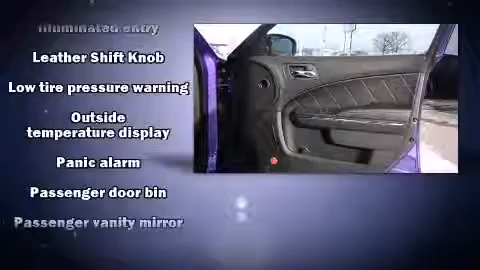 Illuminated entry
Leather Shift Knob
Low tire pressure warning
Outside
temperature display
Panic alarm
Passenger door bin
Passenger vanity mirror